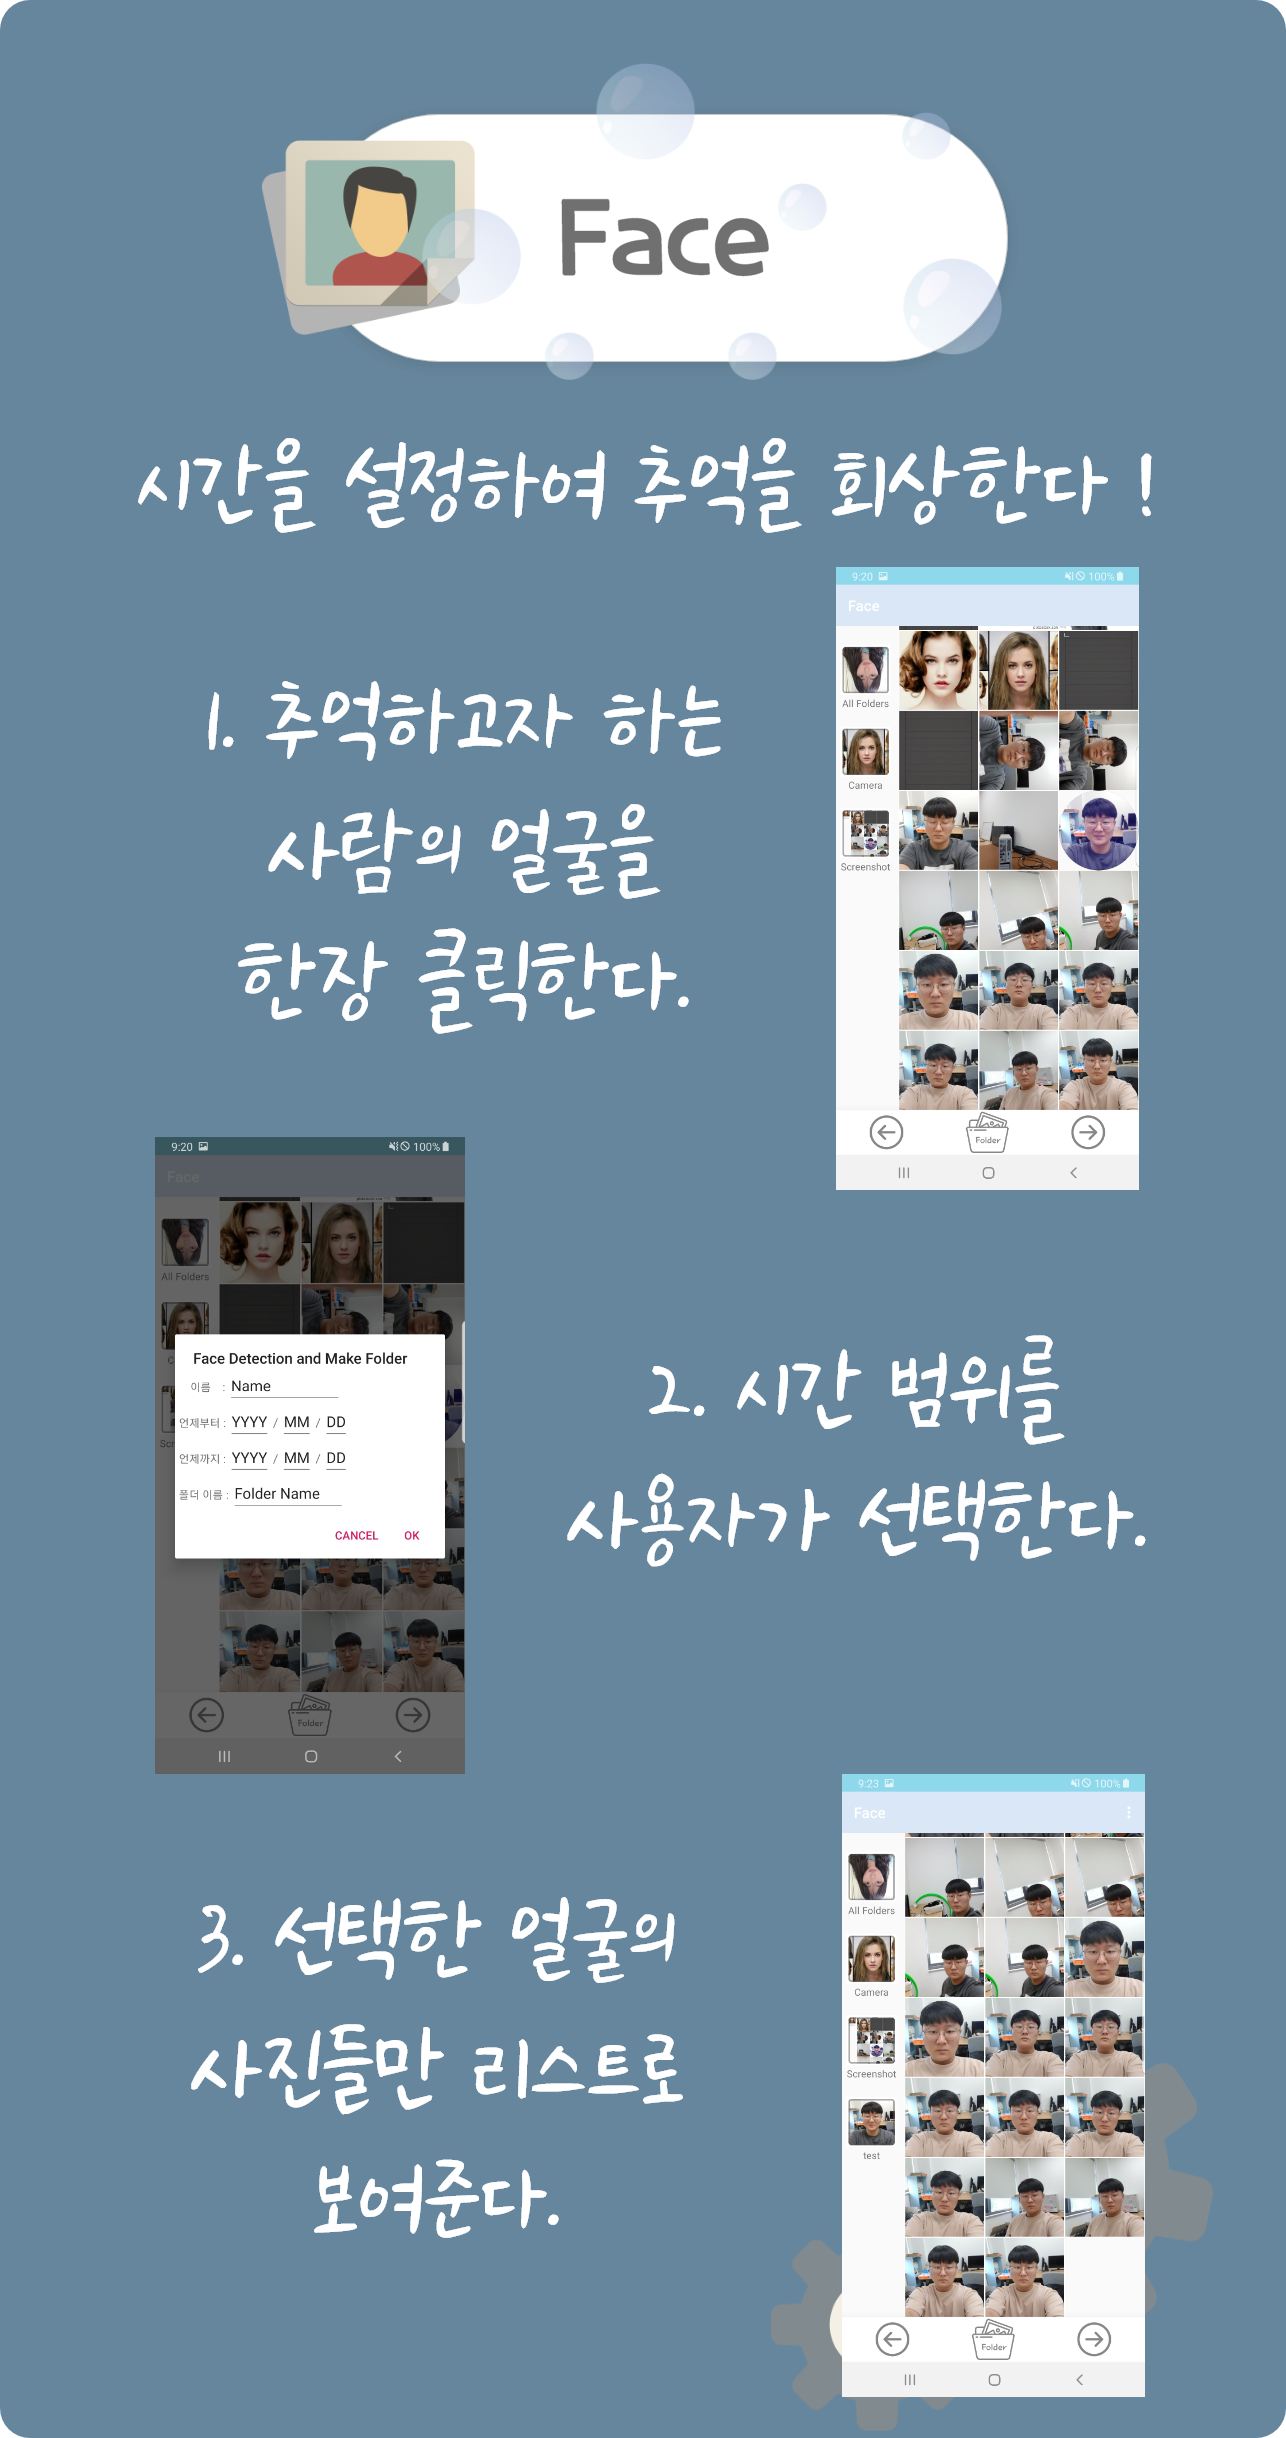 Face
시간을 설정하여 추억을 회상한다 !
9:20 100%
Face
All Folders
Camera
Screenshot
Folder
1. 추억하고자 하는
사람의 얼굴을
한장 클릭한다.
9:20 100%
Face
All Folders
Face Detection and Make Folder
이름 : Name
언제부터 : YYYY / MM / DD
언제까지 : YYYY / MM / DD
폴더 이름 : Folder Name
CANCEL OK
Folder
2. 시간 범위를
사용자가 선택한다.
9:23 100%
Face
All Folders
Camera
Screenshot
test
Folder
3. 선택한 얼굴의
사진들만 리스트로
보여준다.